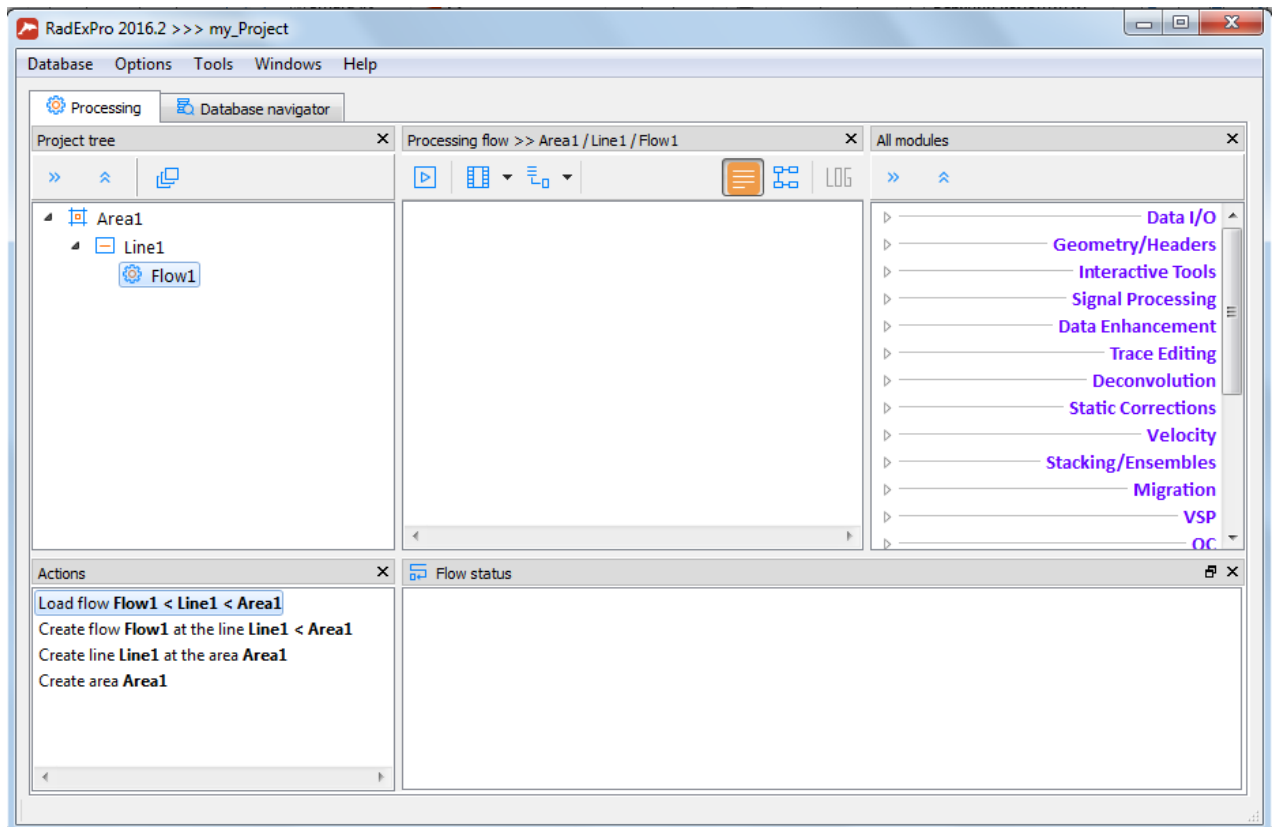 RadExPro 2016.2 >>> my_Project
Database Options Tools Windows Help
Processing Database navigator
Project tree
Processing flow >> Area1 / Line1 / Flow1
All modules
LOG
Area1
Line1
Flow1
Data I/O
Geometry/Headers
Interactive Tools
Signal Processing
Data Enhancement
Trace Editing
Deconvolution
Static Corrections
Velocity
Stacking/Ensembles
Migration
VSP
QC
Actions
Load flow Flow1 < Line1 < Area1
Create flow Flow1 at the line Line1 < Area1
Create line Line1 at the area Area1
Create area Area1
Flow status